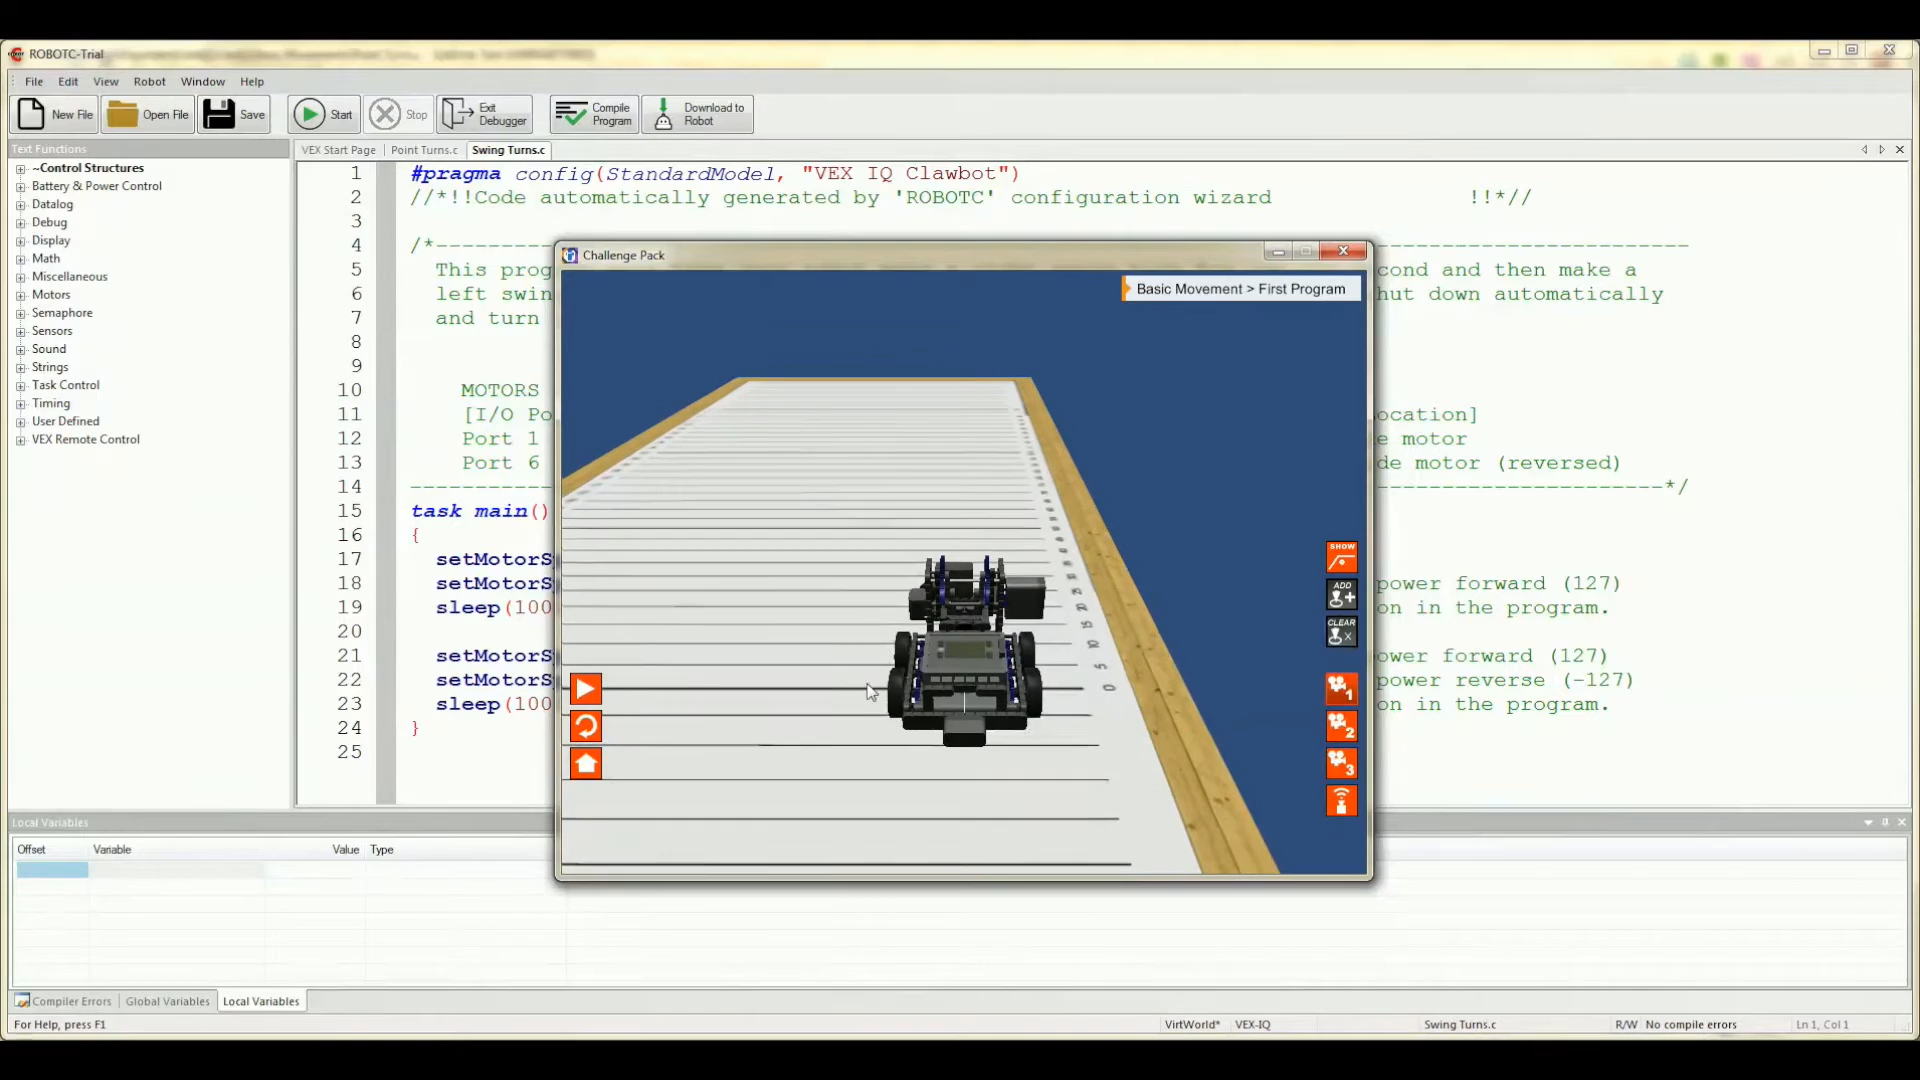 ROBOTC-Trial
File Edit View Robot Window Help
New File Open File Save Start Stop Exit Debugger Compile Program Download to Robot
Text Functions
~Control Structures
Battery & Power Control
Datalog
Debug
Display
Math
Miscellaneous
Motors
Semaphore
Sensors
Sound
Strings
Task Control
Timing
User Defined
VEX Remote Control
VEX Start Page Point Turns.c Swing Turns.c
1 #pragma config(StandardModel, "VEX IQ Clawbot")
2 //*!!Code automatically generated by 'ROBOTC' configuration wizard !!*//
3
4 /*---
5 This prog cond and then make a
6 left swin hut down automatically
7 and turn
8
9
10 MOTORS
11 [I/O Po ocation]
12 Port 1 e motor
13 Port 6 de motor (reversed)
14 ---*/
15 task main()
16 {
17 setMotorS
18 setMotorS power forward (127)
19 sleep(100 on in the program.
20
21 setMotorS ower forward (127)
22 setMotorS power reverse (-127)
23 sleep(100 on in the program.
24 }
25
Challenge Pack
Basic Movement > First Program
15
10
5
0
SHOW
ADD
CLEAR
1
2
3
Local Variables
Offset Variable Value Type
Compiler Errors Global Variables Local Variables
For Help, press F1 VirtWorld* VEX-IQ Swing Turns.c R/W No compile errors Ln 1, Col 1